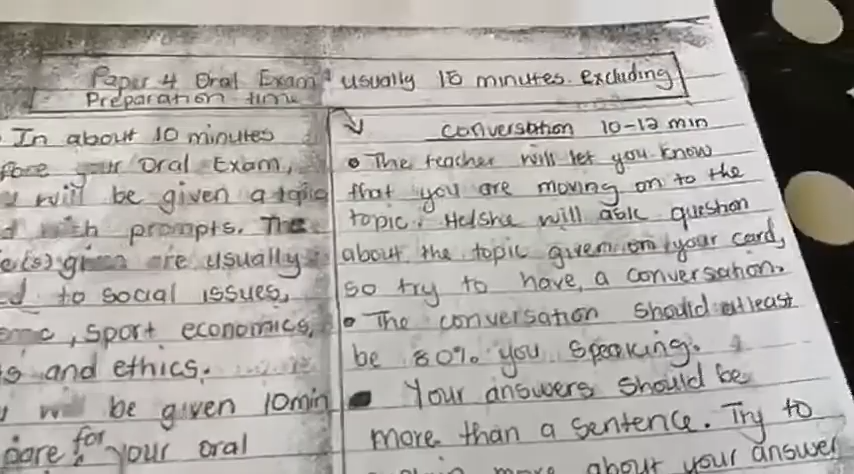 Paper 4 Oral Exam: usually 15 minutes excluding
Preparation time
In about 10 minutes
your Oral Exam,
will be given a topic
with prompts. The
given are usually
to social issues,
, sport economics,
and ethics.
will be given 10min
for your oral
Conversation 10-12 min
• The teacher will let you know
that you are moving on to the
topic. He/she will ask question
about the topic given on your card,
so try to have a conversation.
• The conversation should atleast
be 80% you speaking.
Your answers should be
more than a sentence. Try to
more about your answer